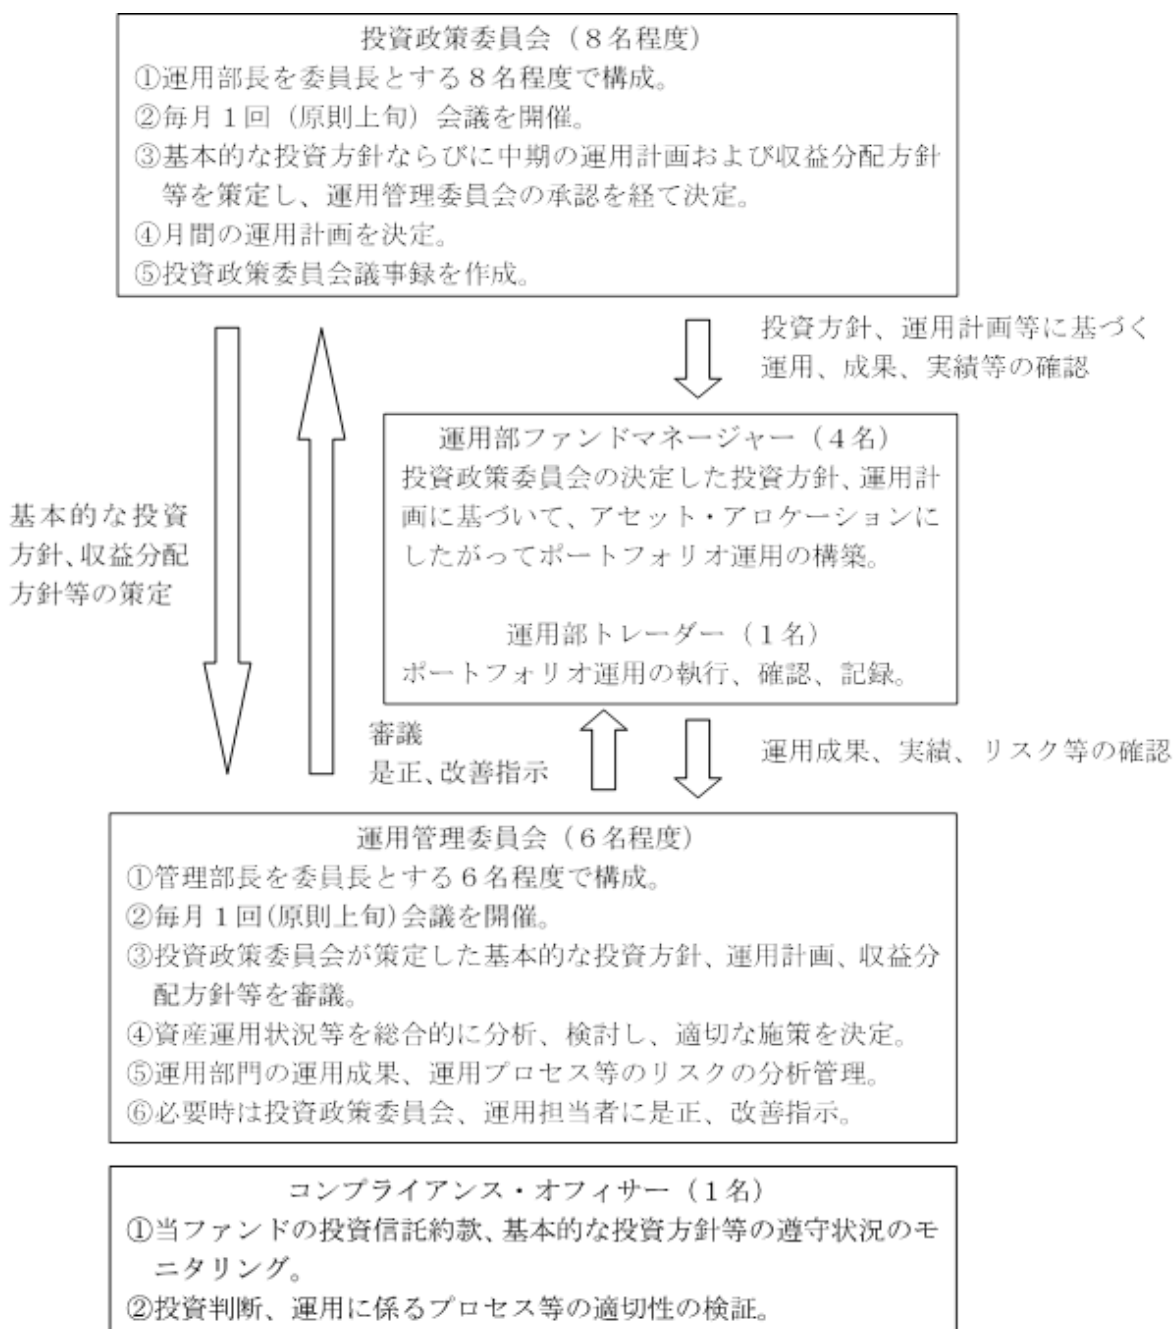 投資政策委員会（８名程度）
①運用部長を委員長とする８名程度で構成。
②毎月１回（原則上旬）会議を開催。
③基本的な投資方針ならびに中期の運用計画および収益分配方針
等を策定し、運用管理委員会の承認を経て決定。
④月間の運用計画を決定。
⑤投資政策委員会議事録を作成。
投資方針、運用計画等に基づく
運用、成果、実績等の確認
運用部ファンドマネージャー（４名）
投資政策委員会の決定した投資方針、運用計
画に基づいて、アセット・アロケーションに
したがってポートフォリオ運用の構築。
運用部トレーダー（１名）
ポートフォリオ運用の執行、確認、記録。
基本的な投資
方針、収益分配
方針等の策定
審議
是正、改善指示
運用成果、実績、リスク等の確認
運用管理委員会（６名程度）
①管理部長を委員長とする６名程度で構成。
②毎月１回(原則上旬)会議を開催。
③投資政策委員会が策定した基本的な投資方針、運用計画、収益分
配方針等を審議。
④資産運用状況等を総合的に分析、検討し、適切な施策を決定。
⑤運用部門の運用成果、運用プロセス等のリスクの分析管理。
⑥必要時は投資政策委員会、運用担当者に是正、改善指示。
コンプライアンス・オフィサー（１名）
①当ファンドの投資信託約款、基本的な投資方針等の遵守状況のモ
ニタリング。
②投資判断、運用に係るプロセス等の適切性の検証。